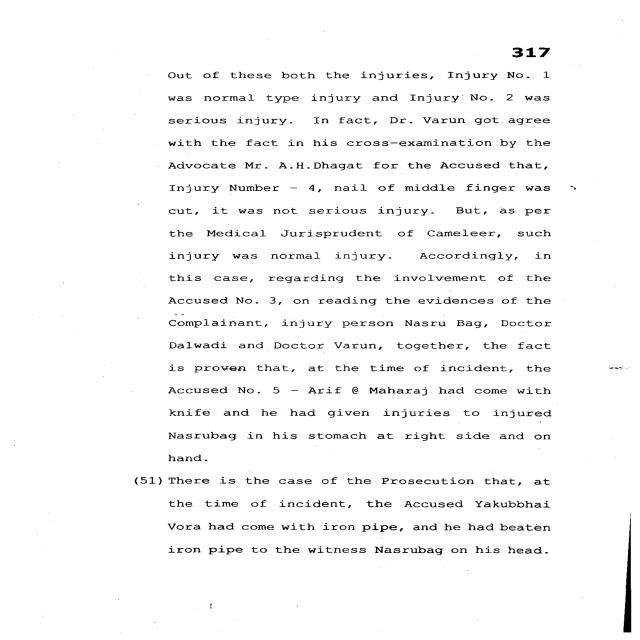 317
Out of these both the injuries, Injury No. 1
was normal type injury and Injury No. 2 was
serious injury. In fact, Dr. Varun got agree
with the fact in his cross-examination by the
Advocate Mr. A.H.Dhagat for the Accused that,
Injury Number - 4, nail of middle finger was
cut, it was not serious injury. But, as per
the Medical Jurisprudent of Cameleer, such
injury was normal injury. Accordingly, in
this case, regarding the involvement of the
Accused No. 3, on reading the evidences of the
Complainant, injury person Nasru Bag, Doctor
Dalwadi and Doctor Varun, together, the fact
is proven that, at the time of incident, the
Accused No. 5 - Arif @ Maharaj had come with
knife and he had given injuries to injured
Nasrubag in his stomach at right side and on
hand.
(51) There is the case of the Prosecution that, at
the time of incident, the Accused Yakubbhai
Vora had come with iron pipe, and he had beaten
iron pipe to the witness Nasrubag on his head.